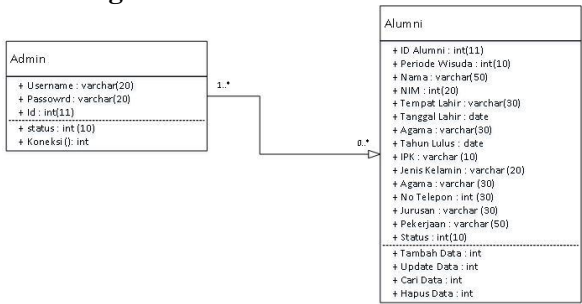 Admin
+ Username : varchar(20)
+ Passowrd : varchar(20)
+ Id : int(11)
+ status : int (10)
+ Koneksi (): int
1..*
0..*
Alumni
+ ID Alumni : int(11)
+ Periode Wisuda : int(10)
+ Nama : varchar(50)
+ NIM : int(20)
+ Tempat Lahir : varchar(30)
+ Tanggal Lahir : date
+ Agama : varchar(30)
+ Tahun Lulus : date
+ IPK : varchar (10)
+ Jenis Kelamin : varchar (20)
+ Agama : varchar (30)
+ No Telepon : int (30)
+ Jurusan : varchar (30)
+ Pekerjaan : varchar (50)
+ Status : int(10)
+ Tambah Data : int
+ Update Data : int
+ Cari Data : int
+ Hapus Data : int